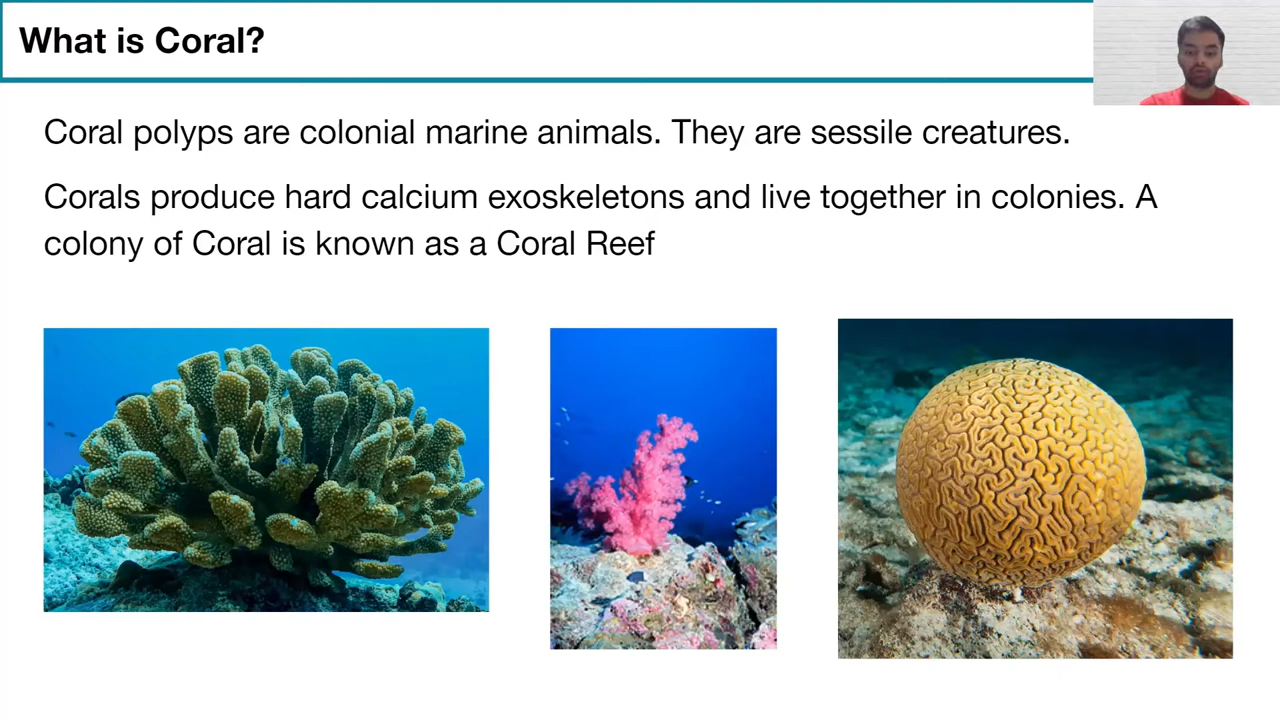 What is Coral?
Coral polyps are colonial marine animals. They are sessile creatures.
Corals produce hard calcium exoskeletons and live together in colonies. A
colony of Coral is known as a Coral Reef